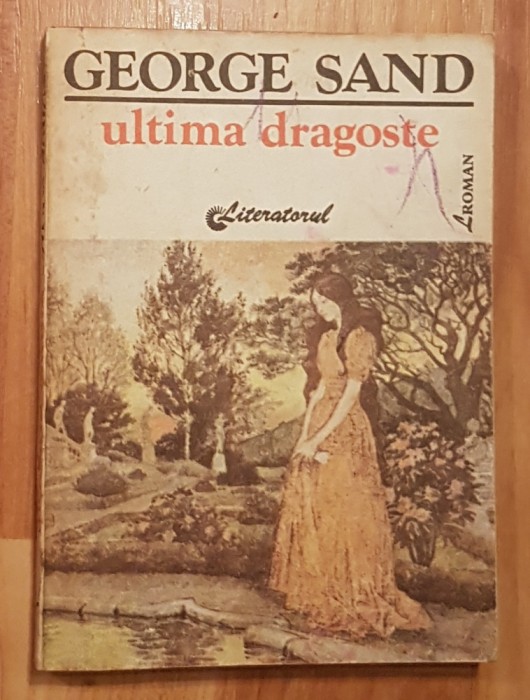 GEORGE SAND
ultima dragoste
Literatorul
ROMAN